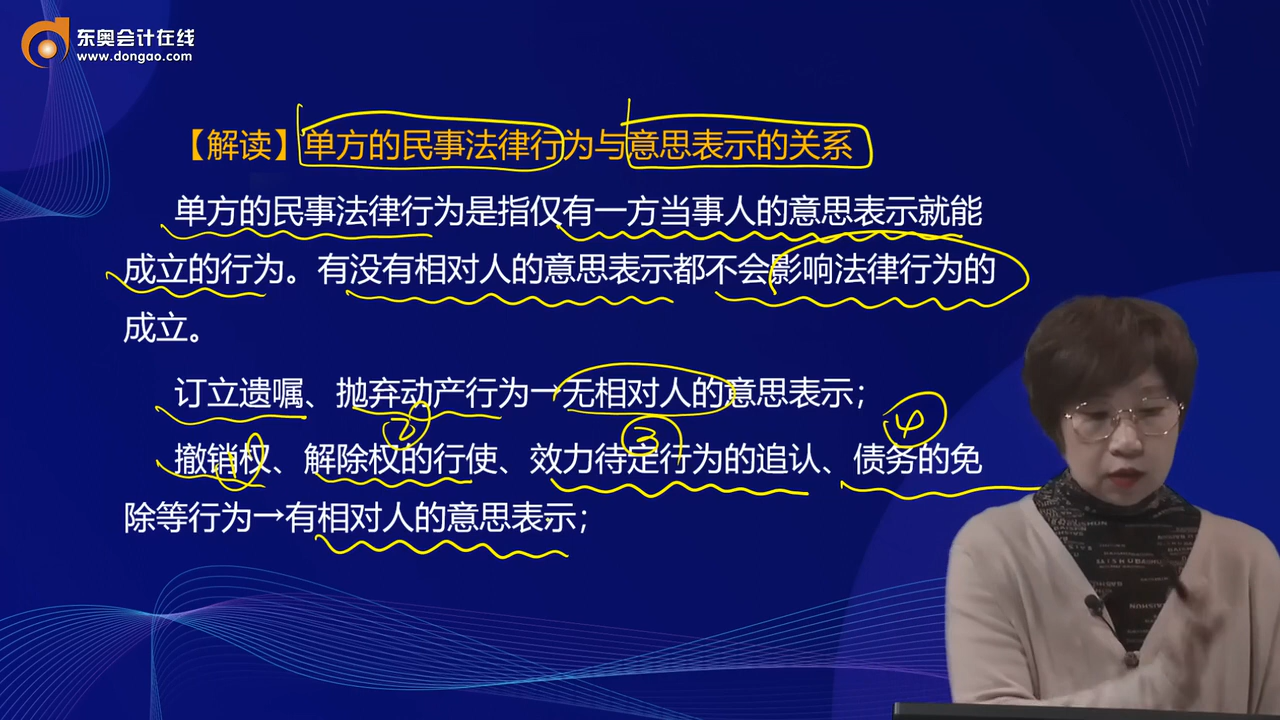 东奥会计在线
www.dongao.com
【解读】单方的民事法律行为与意思表示的关系
单方的民事法律行为是指仅有一方当事人的意思表示就能
成立的行为。有没有相对人的意思表示都不会影响法律行为的
成立。
订立遗嘱、抛弃动产行为→无相对人的意思表示；
① ② ③ ④
撤销权、解除权的行使、效力待定行为的追认、债务的免
除等行为→有相对人的意思表示；